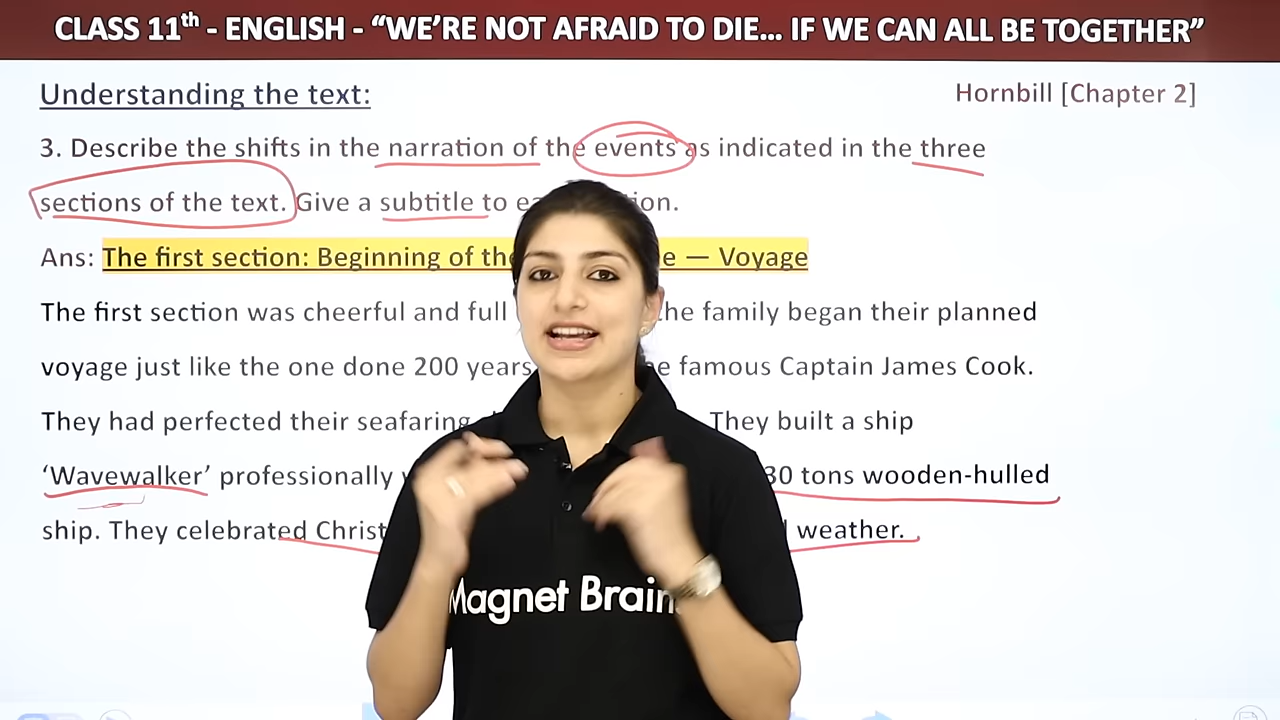 CLASS 11th - ENGLISH - “WE’RE NOT AFRAID TO DIE... IF WE CAN ALL BE TOGETHER”
Understanding the text:
Hornbill [Chapter 2]
3. Describe the shifts in the narration of the events as indicated in the three
sections of the text. Give a subtitle to
Ans: The first section: Beginning of the — Voyage
The first section was cheerful and full the family began their planned
voyage just like the one done 200 years famous Captain James Cook.
They had perfected their seafaring They built a ship
‘Wavewalker’ professionally 30 tons wooden-hulled
ship. They celebrated weather.
Magnet Brains